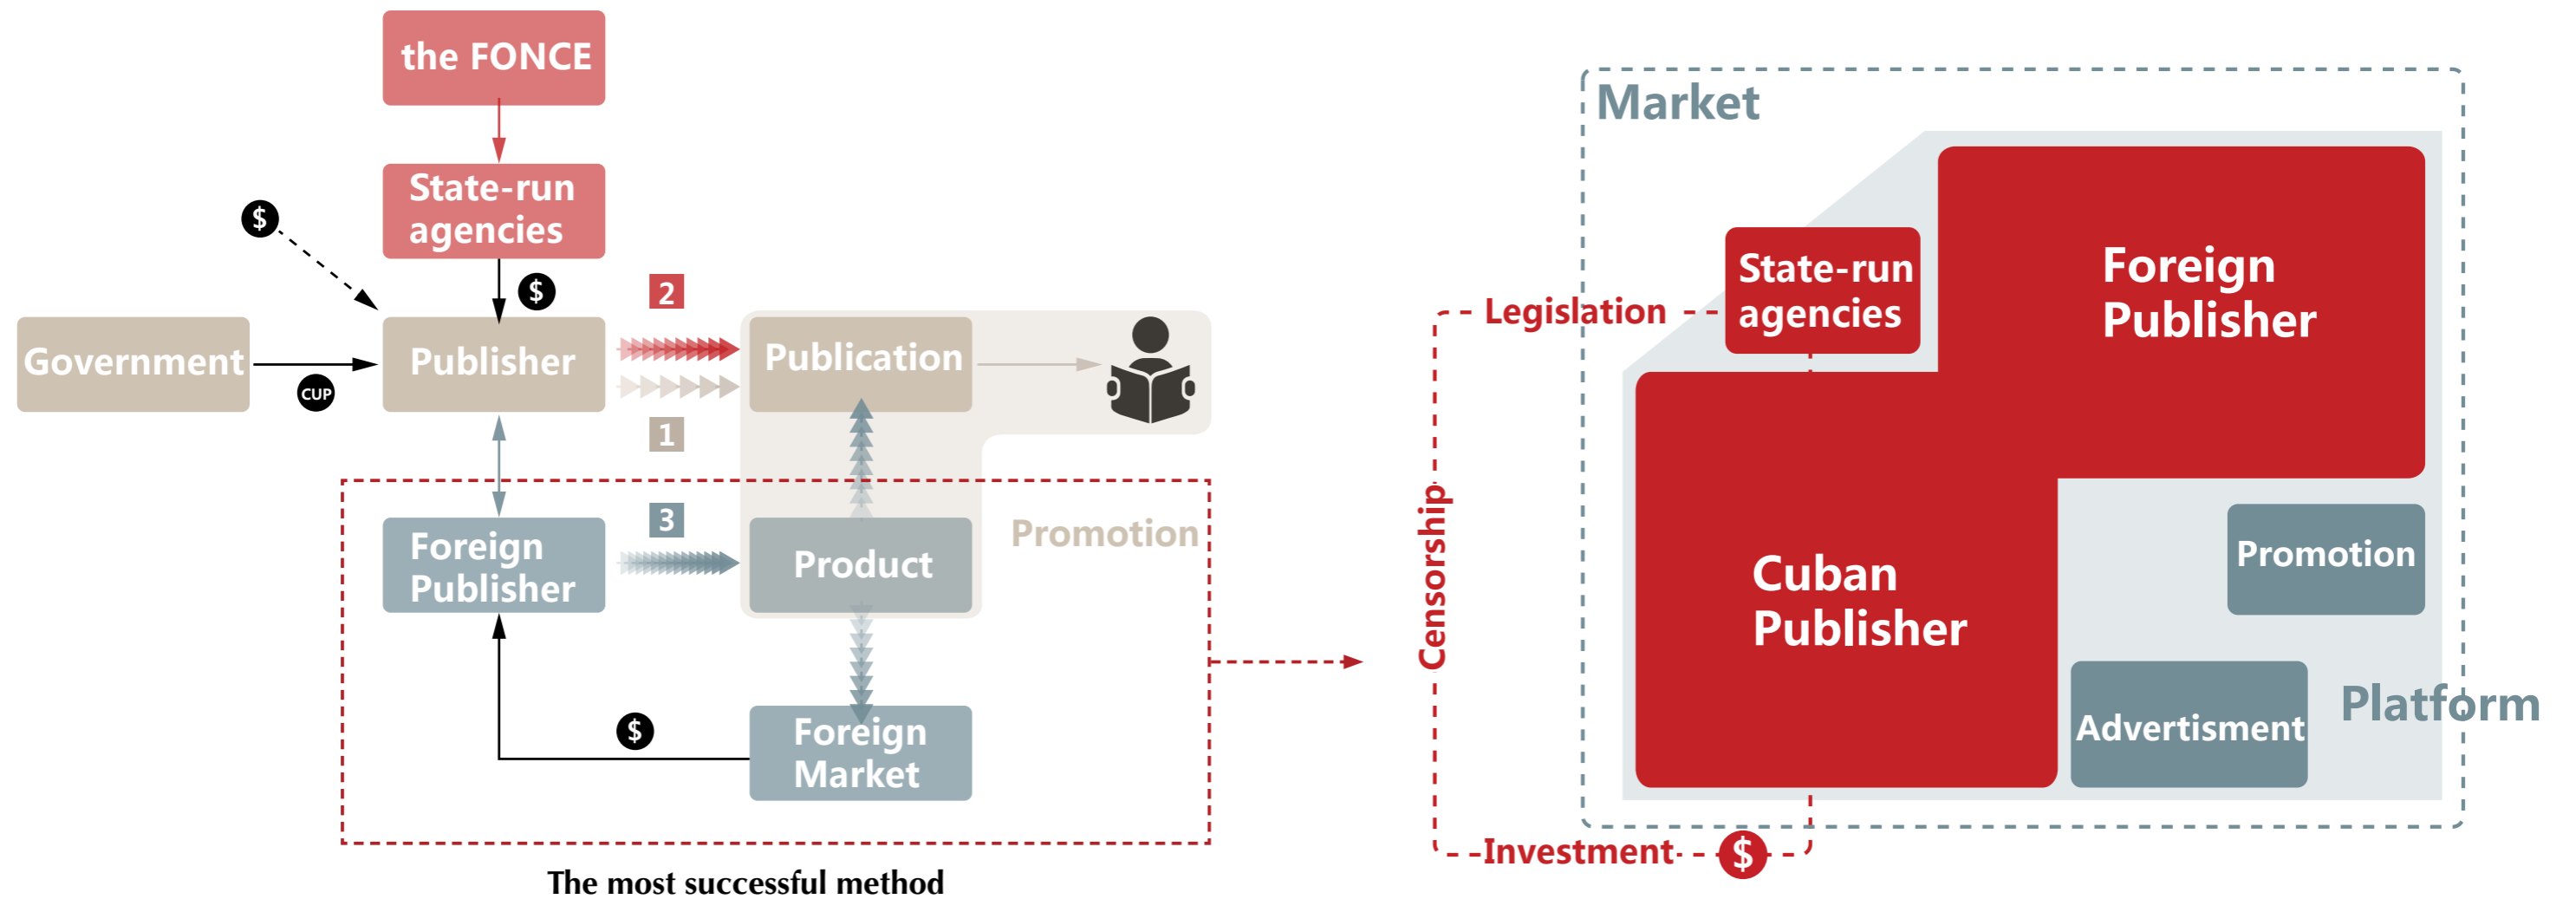 the FONCE
State-run
agencies
$
$
2
Government
CUP
Publisher
Publication
1
3
Foreign
Publisher
Product
Promotion
$
Foreign
Market
The most successful method
Market
State-run
agencies
Foreign
Publisher
Legislation
Censorship
Cuban
Publisher
Promotion
Advertisment
Platform
Investment
$